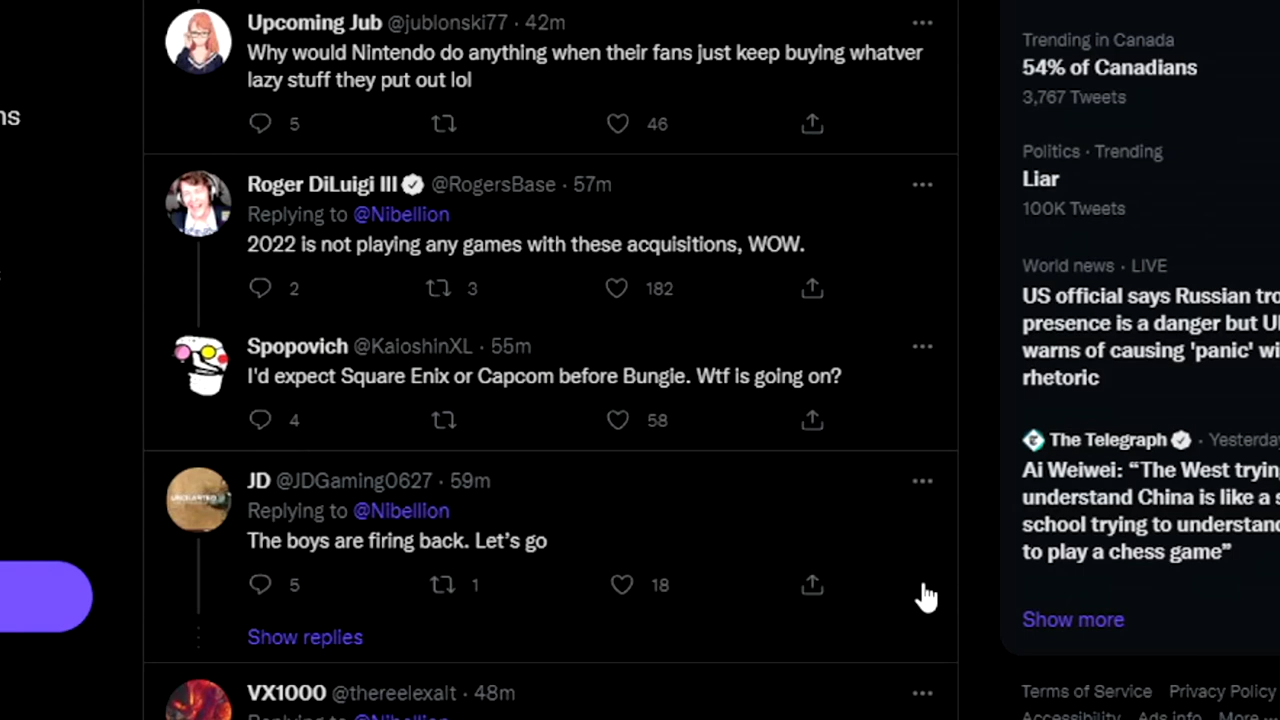 Upcoming Jub @jublonski77 · 42m
Why would Nintendo do anything when their fans just keep buying whatver
lazy stuff they put out lol
5 46
ns
Roger DiLuigi III @RogersBase · 57m
Replying to @Nibellion
2022 is not playing any games with these acquisitions, WOW.
2 3 182
Spopovich @KaioshinXL · 55m
I'd expect Square Enix or Capcom before Bungie. Wtf is going on?
4 58
JD @JDGaming0627 · 59m
Replying to @Nibellion
The boys are firing back. Let's go
5 1 18
Show replies
VX1000 @thereelexalt · 48m
Replying to @Nibellion
Trending in Canada
54% of Canadians
3,767 Tweets
Politics · Trending
Liar
100K Tweets
World news · LIVE
US official says Russian tro
presence is a danger but U
warns of causing 'panic' wi
rhetoric
The Telegraph · Yesterda
Ai Weiwei: “The West tryin
understand China is like a s
school trying to understand
to play a chess game”
Show more
Terms of Service Privacy Policy
Accessibility Ads info More